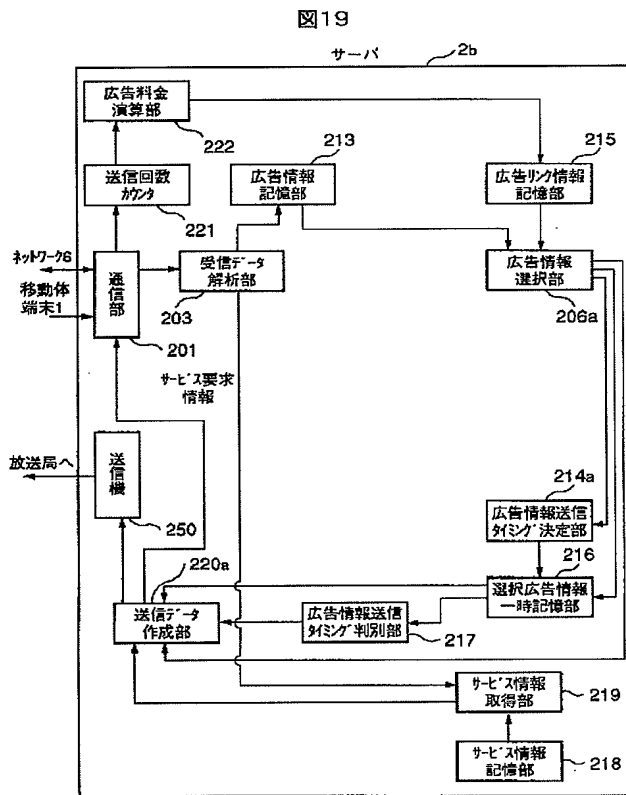 図19
サーバ
2b
広告料金
演算部
222
213
215
送信回数
カウンタ
221
広告情報
記憶部
広告リンク情報
記憶部
ネットワーク6
移動体
端末1
通信部
201
受信データ
解析部
203
広告情報
選択部
206a
サービス要求
情報
放送局へ
送信機
250
214a
広告情報送信
タイミング決定部
216
220a
送信データ
作成部
広告情報送信
タイミング判別部
217
選択広告情報
一時記憶部
サービス情報
取得部
219
サービス情報
記憶部
218